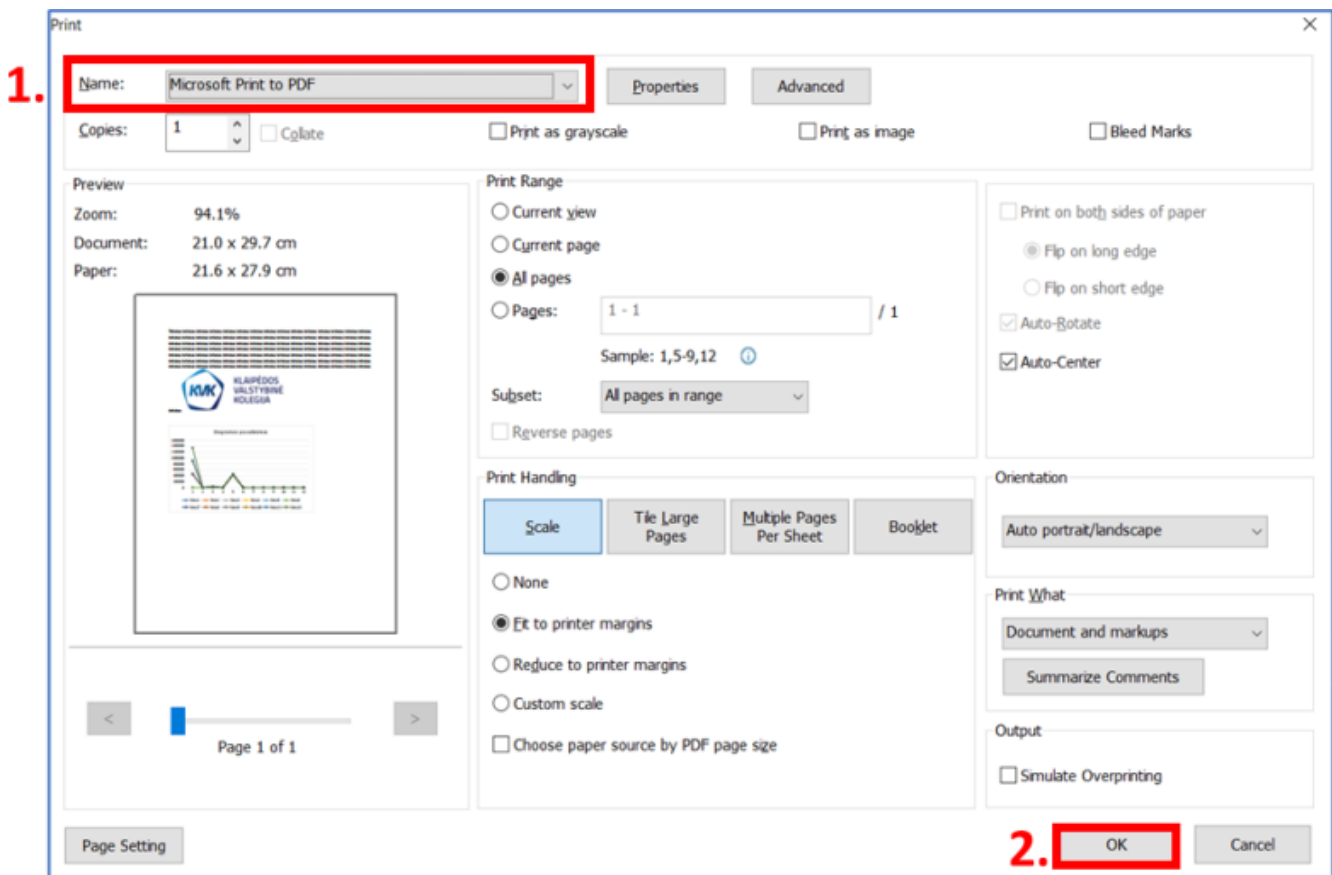 Print
1.
Name: Microsoft Print to PDF Properties Advanced
Copies: 1 Collate Print as grayscale Print as image Bleed Marks
Preview
Zoom: 94.1%
Document: 21.0 x 29.7 cm
Paper: 21.6 x 27.9 cm
KVK
KLAIPĖDOS
VALSTYBINĖ
KOLEGIJA
< >
Page 1 of 1
Print Range
Current view
Current page
All pages
Pages: 1 - 1 / 1
Sample: 1,5-9,12
Subset: All pages in range
Reverse pages
Print on both sides of paper
Flip on long edge
Flip on short edge
Auto-Rotate
Auto-Center
Print Handling
Scale
Tile Large
Pages
Multiple Pages
Per Sheet
Booklet
None
Fit to printer margins
Reduce to printer margins
Custom scale
Choose paper source by PDF page size
Orientation
Auto portrait/landscape
Print What
Document and markups
Summarize Comments
Output
Simulate Overprinting
Page Setting
2.
OK Cancel